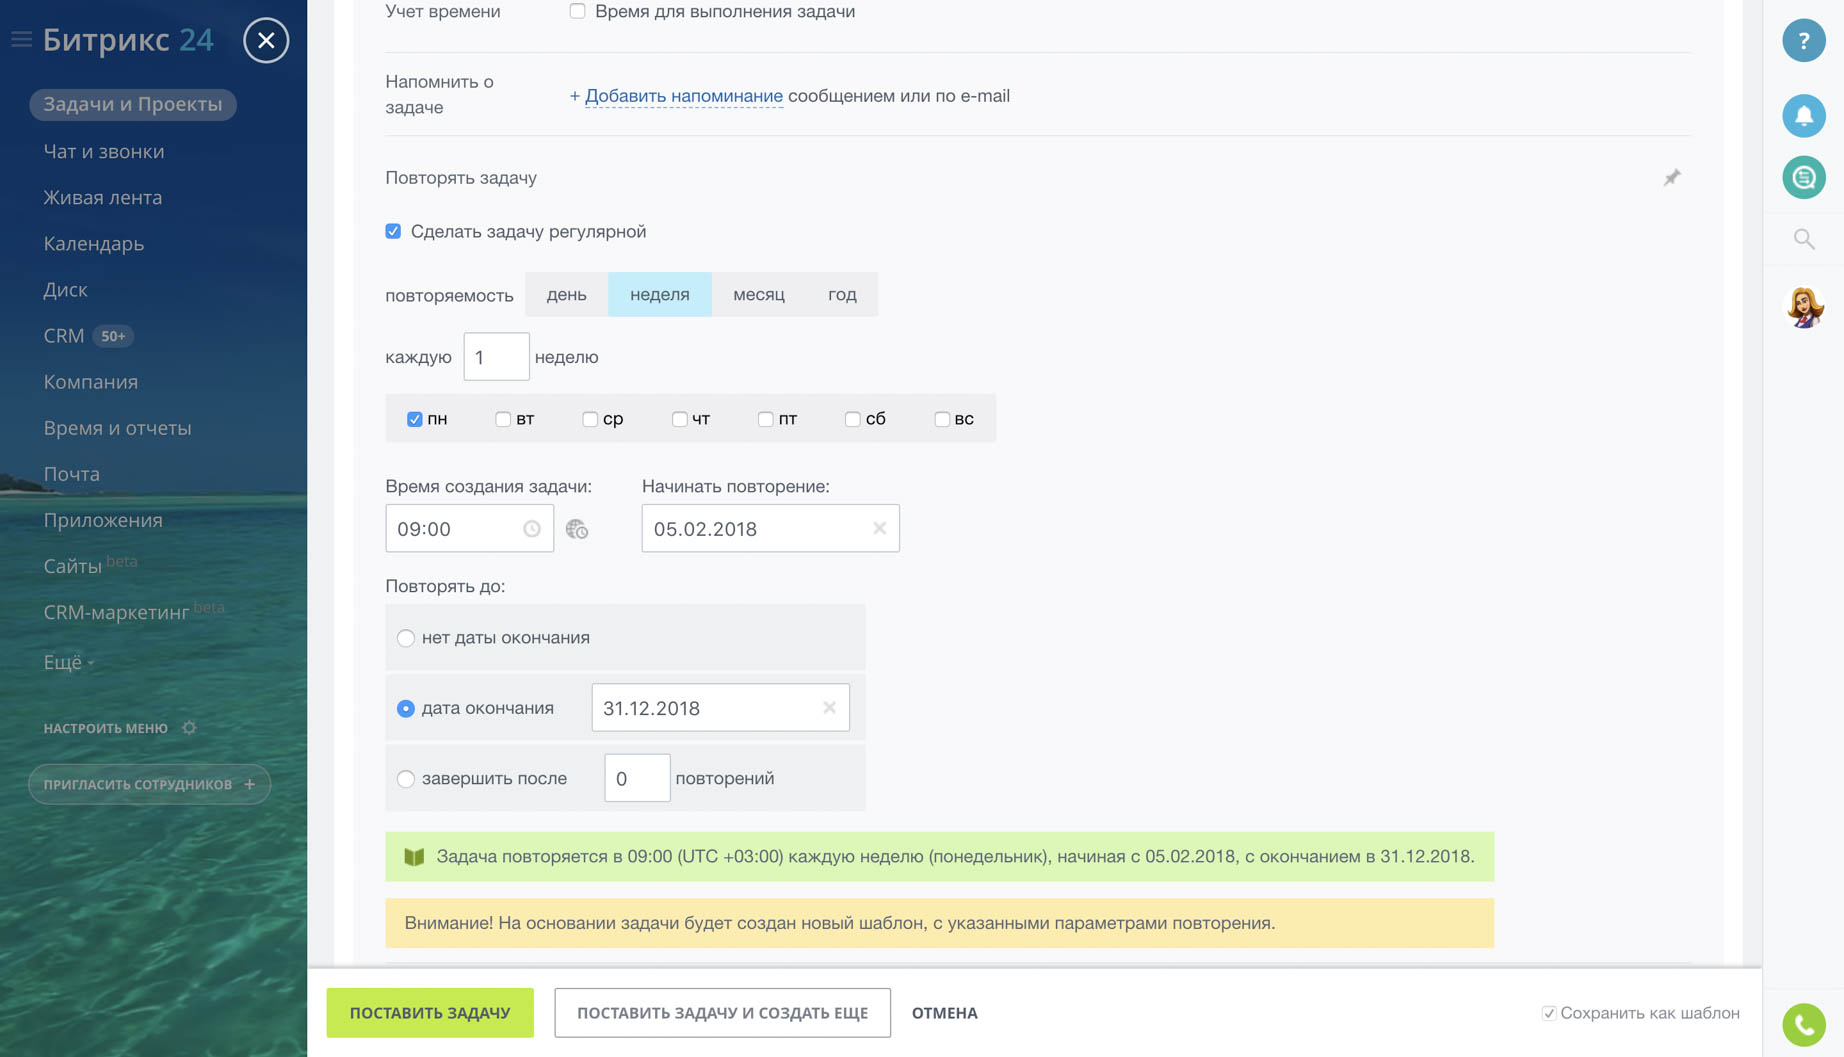 Битрикс 24
Задачи и Проекты
Чат и звонки
Живая лента
Календарь
Диск
CRM 50+
Компания
Время и отчеты
Почта
Приложения
Сайты beta
CRM-маркетинг beta
Ещё
НАСТРОИТЬ МЕНЮ
ПРИГЛАСИТЬ СОТРУДНИКОВ +
Учет времени
Время для выполнения задачи
Напомнить о
задаче
+ Добавить напоминание сообщением или по e-mail
Повторять задачу
Сделать задачу регулярной
повторяемость день неделя месяц год
каждую 1 неделю
пн вт ср чт пт сб вс
Время создания задачи: Начинать повторение:
09:00 05.02.2018
Повторять до:
нет даты окончания
дата окончания 31.12.2018
завершить после 0 повторений
Задача повторяется в 09:00 (UTC +03:00) каждую неделю (понедельник), начиная с 05.02.2018, с окончанием в 31.12.2018.
Внимание! На основании задачи будет создан новый шаблон, с указанными параметрами повторения.
ПОСТАВИТЬ ЗАДАЧУ ПОСТАВИТЬ ЗАДАЧУ И СОЗДАТЬ ЕЩЕ ОТМЕНА Сохранить как шаблон
?